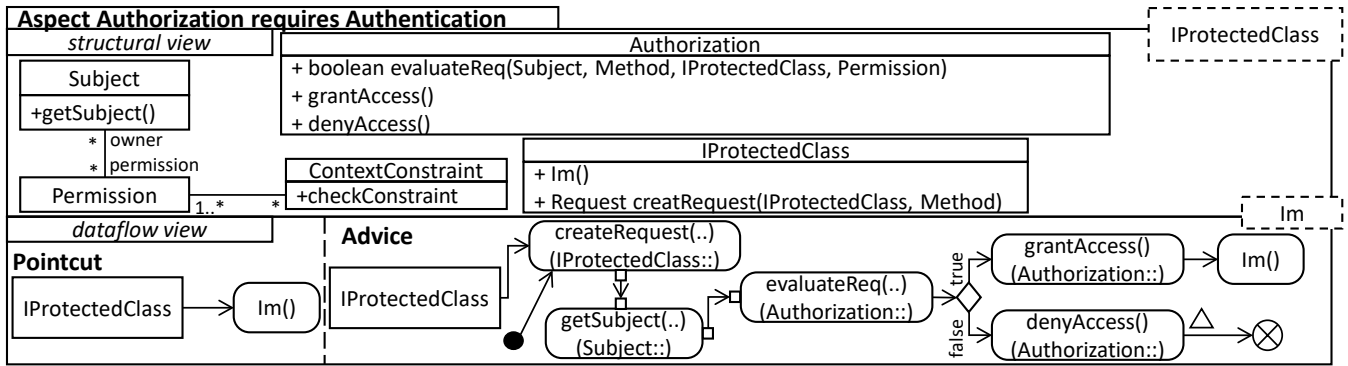 Aspect Authorization requires Authentication
IProtectedClass
structural view
Subject
+getSubject()
* owner
* permission
Permission
1..*
*
ContextConstraint
+checkConstraint
Authorization
+ boolean evaluateReq(Subject, Method, IProtectedClass, Permission)
+ grantAccess()
+ denyAccess()
IProtectedClass
+ Im()
+ Request creatRequest(IProtectedClass, Method)
Im
dataflow view
Pointcut
IProtectedClass
Im()
Advice
IProtectedClass
createRequest(..)
(IProtectedClass::)
getSubject(..)
(Subject::)
evaluateReq(..)
(Authorization::)
true
false
grantAccess()
(Authorization::)
Im()
denyAccess()
(Authorization::)